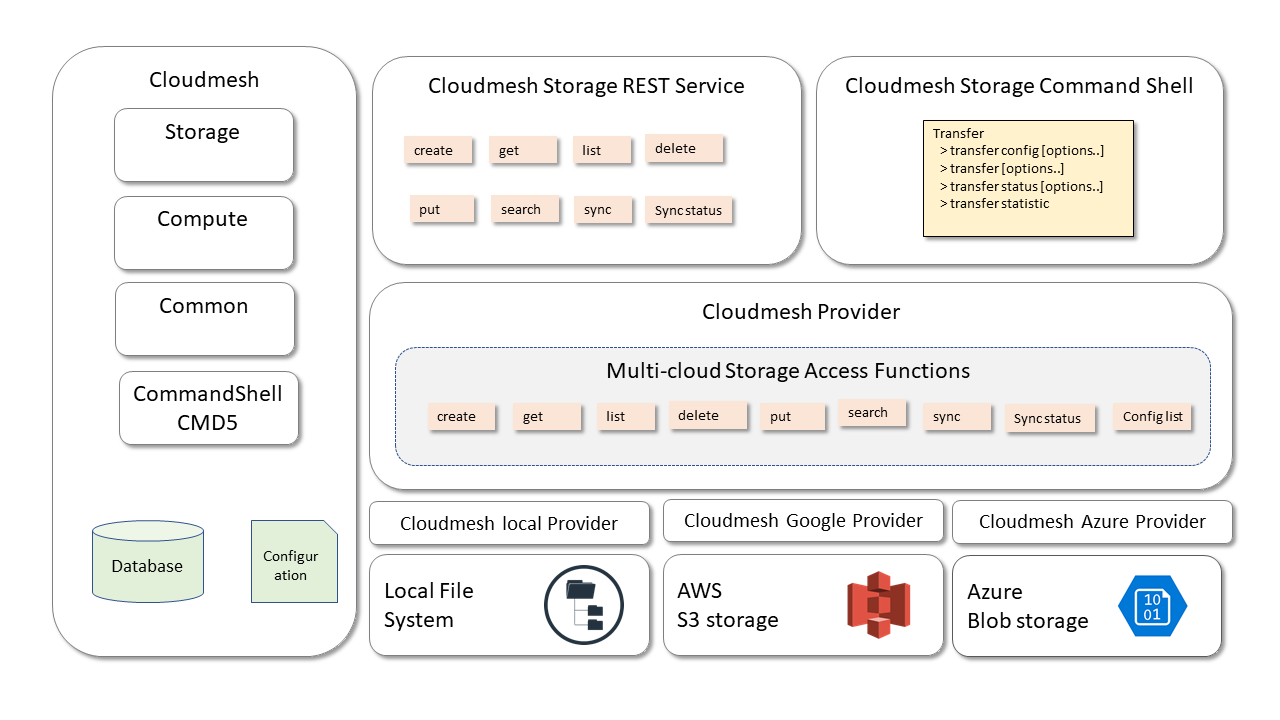 Cloudmesh
Storage
Compute
Common
CommandShell
CMD5
Database
Configur
ation
Cloudmesh Storage REST Service
create get list delete
put search sync Sync status
Cloudmesh Storage Command Shell
Transfer
> transfer config [options..]
> transfer [options..]
> transfer status [options..]
> transfer statistic
Cloudmesh Provider
Multi-cloud Storage Access Functions
create get list delete put search sync Sync status Config list
Cloudmesh local Provider
Cloudmesh Google Provider
Cloudmesh Azure Provider
Local File
System
AWS
S3 storage
Azure
Blob storage
10
01